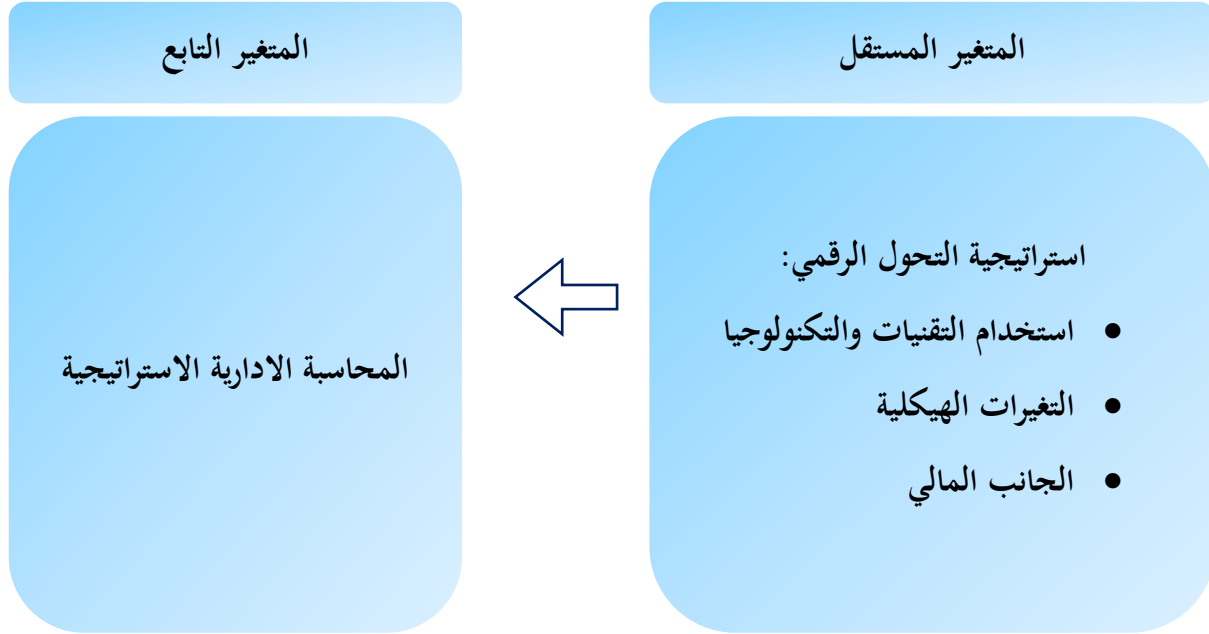 المتغير المستقل
المتغير التابع
استراتيجية التحول الرقمي:
● استخدام التقنيات والتكنولوجيا
● التغيرات الهيكلية
● الجانب المالي
المحاسبة الادارية الاستراتيجية